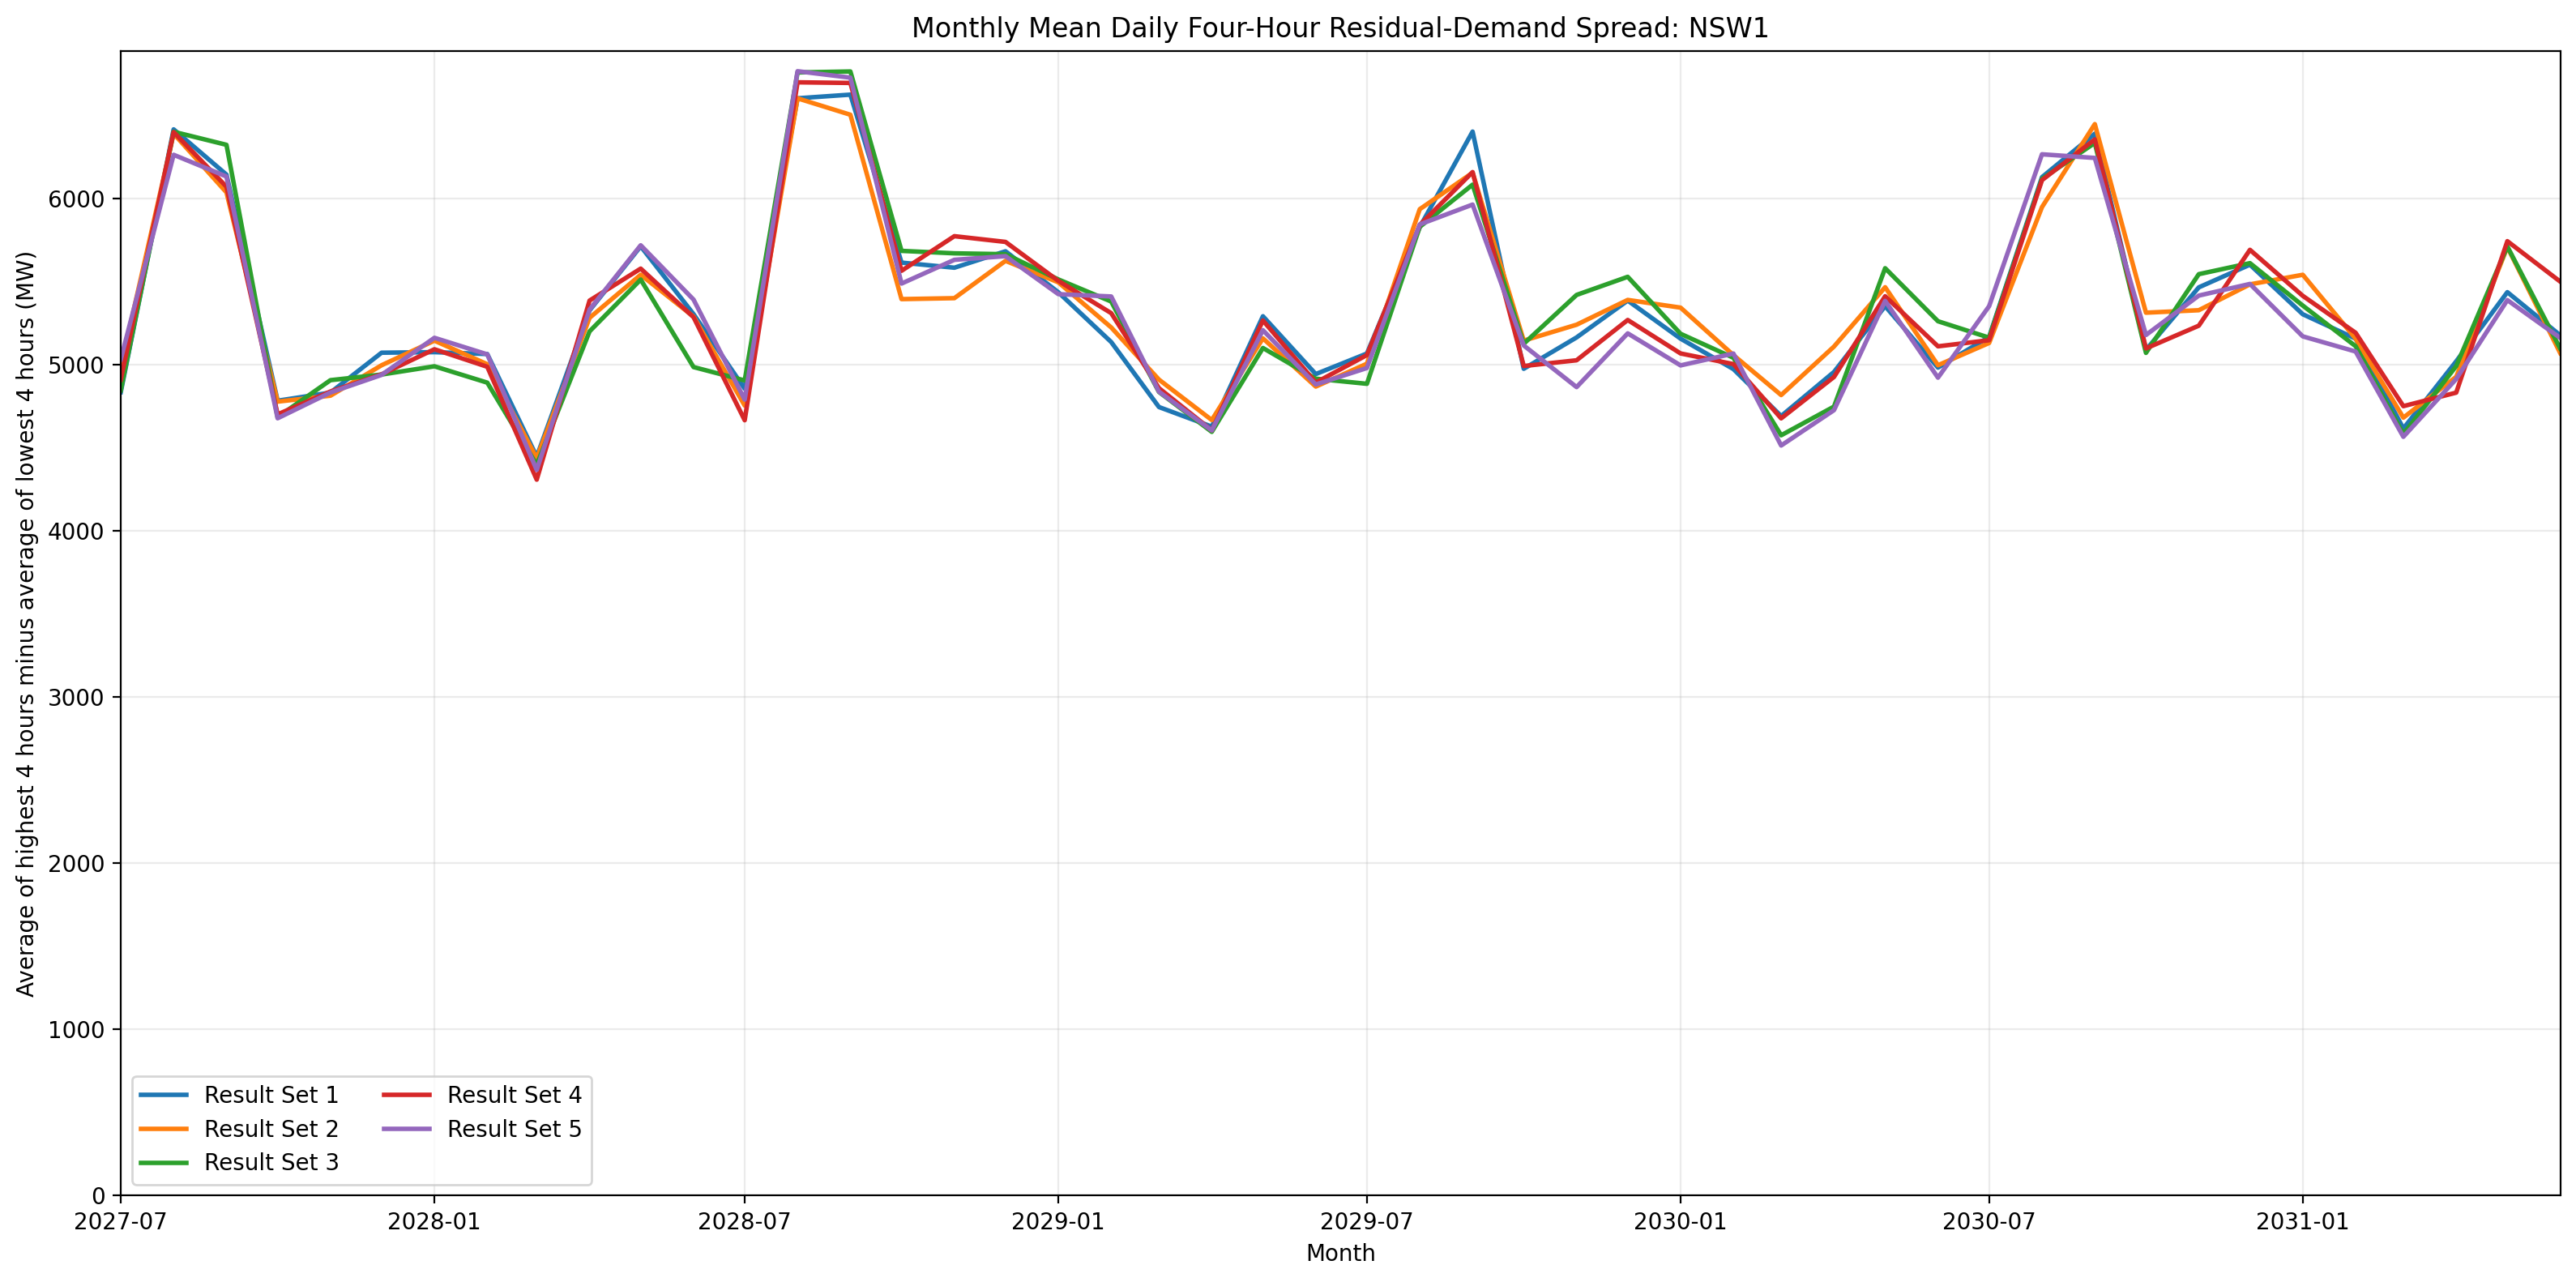 Monthly Mean Daily Four-Hour Residual-Demand Spread: NSW1
Average of highest 4 hours minus average of lowest 4 hours (MW)
6000
5000
4000
3000
2000
1000
0
Result Set 1
Result Set 2
Result Set 3
Result Set 4
Result Set 5
2027-07
2028-01
2028-07
2029-01
2029-07
2030-01
2030-07
2031-01
Month